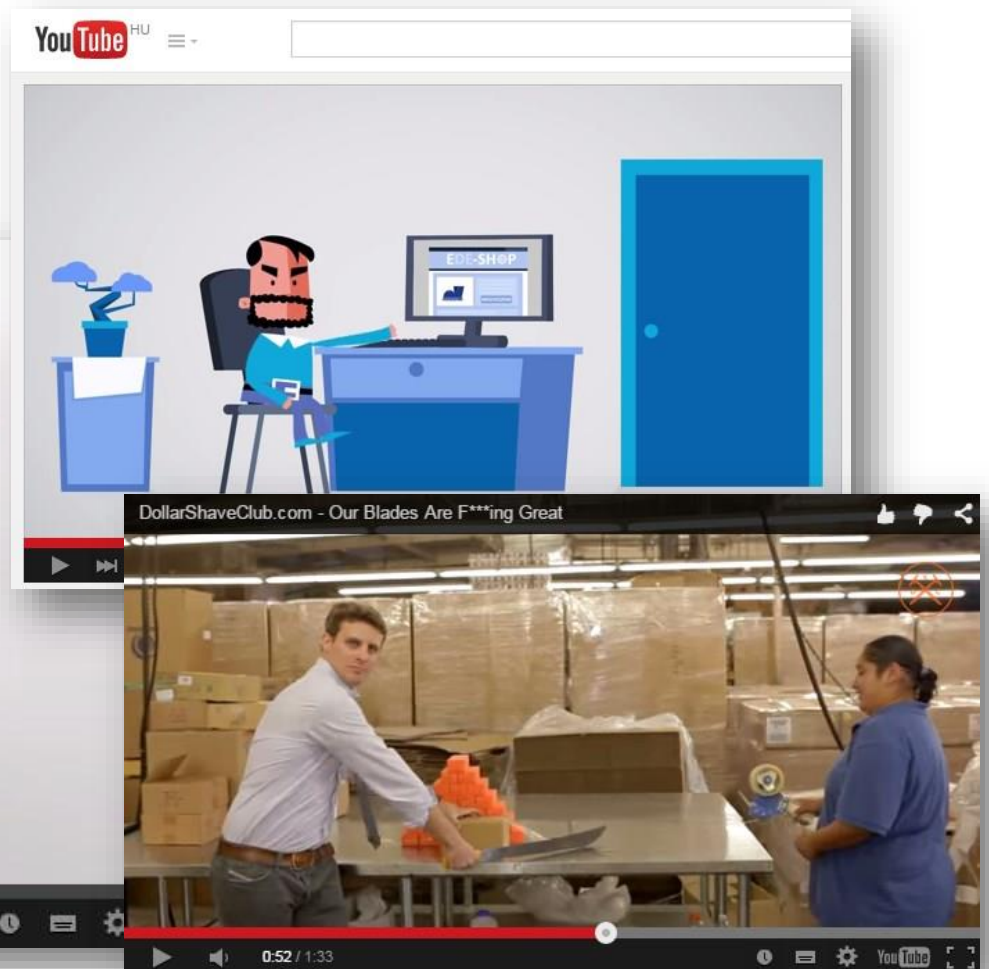 YouTube HU
EDE-SHOP
DollarShaveClub.com - Our Blades Are F***ing Great
0:52 / 1:33
YouTube